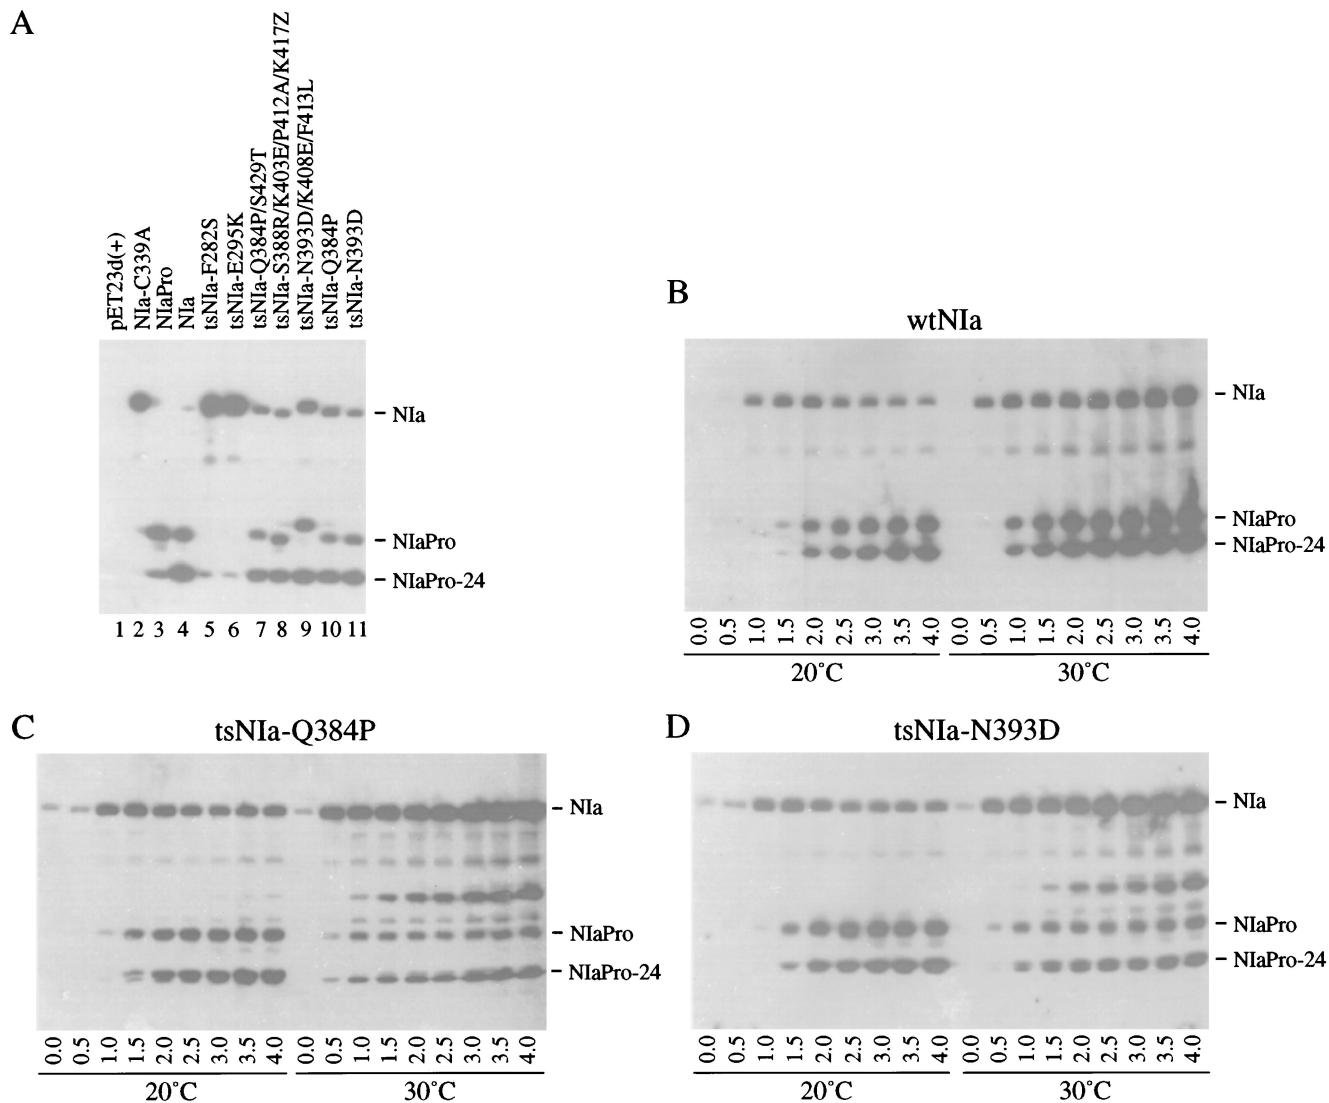 A
pET23d(+)
NIa-C339A
NIaPro
NIa
tsNIa-F282S
tsNIa-E295K
tsNIa-Q384P/S429T
tsNIa-S388R/K403E/P412A/K417Z
tsNIa-N393D/K408E/F413L
tsNIa-Q384P
tsNIa-N393D
NIa
NIaPro
NIaPro-24
1 2 3 4 5 6 7 8 9 10 11
B
wtNIa
NIa
NIaPro
NIaPro-24
0.0 0.5 1.0 1.5 2.0 2.5 3.0 3.5 4.0 0.0 0.5 1.0 1.5 2.0 2.5 3.0 3.5 4.0
20°C 30°C
C
tsNIa-Q384P
NIa
NIaPro
NIaPro-24
0.0 0.5 1.0 1.5 2.0 2.5 3.0 3.5 4.0 0.0 0.5 1.0 1.5 2.0 2.5 3.0 3.5 4.0
20°C 30°C
D
tsNIa-N393D
NIa
NIaPro
NIaPro-24
0.0 0.5 1.0 1.5 2.0 2.5 3.0 3.5 4.0 0.0 0.5 1.0 1.5 2.0 2.5 3.0 3.5 4.0
20°C 30°C